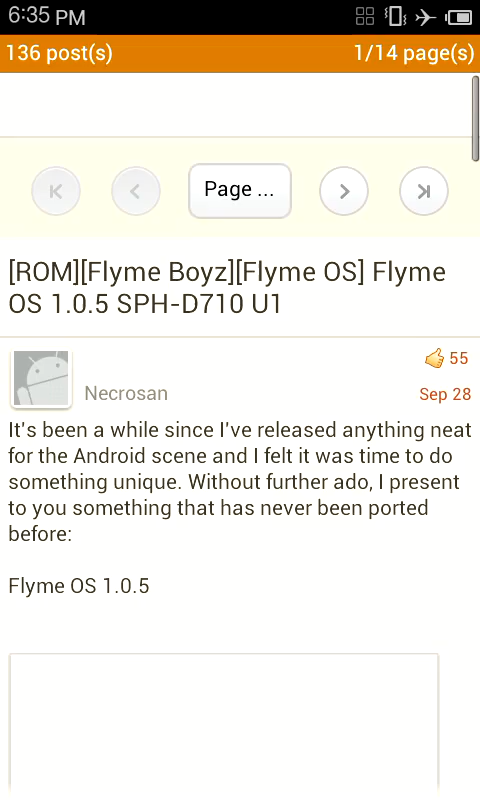 6:35 PM
136 post(s) 1/14 page(s)
Page ...
[ROM][Flyme Boyz][Flyme OS] Flyme
OS 1.0.5 SPH-D710 U1
55
Necrosan
Sep 28
It's been a while since I've released anything neat
for the Android scene and I felt it was time to do
something unique. Without further ado, I present
to you something that has never been ported
before:
Flyme OS 1.0.5